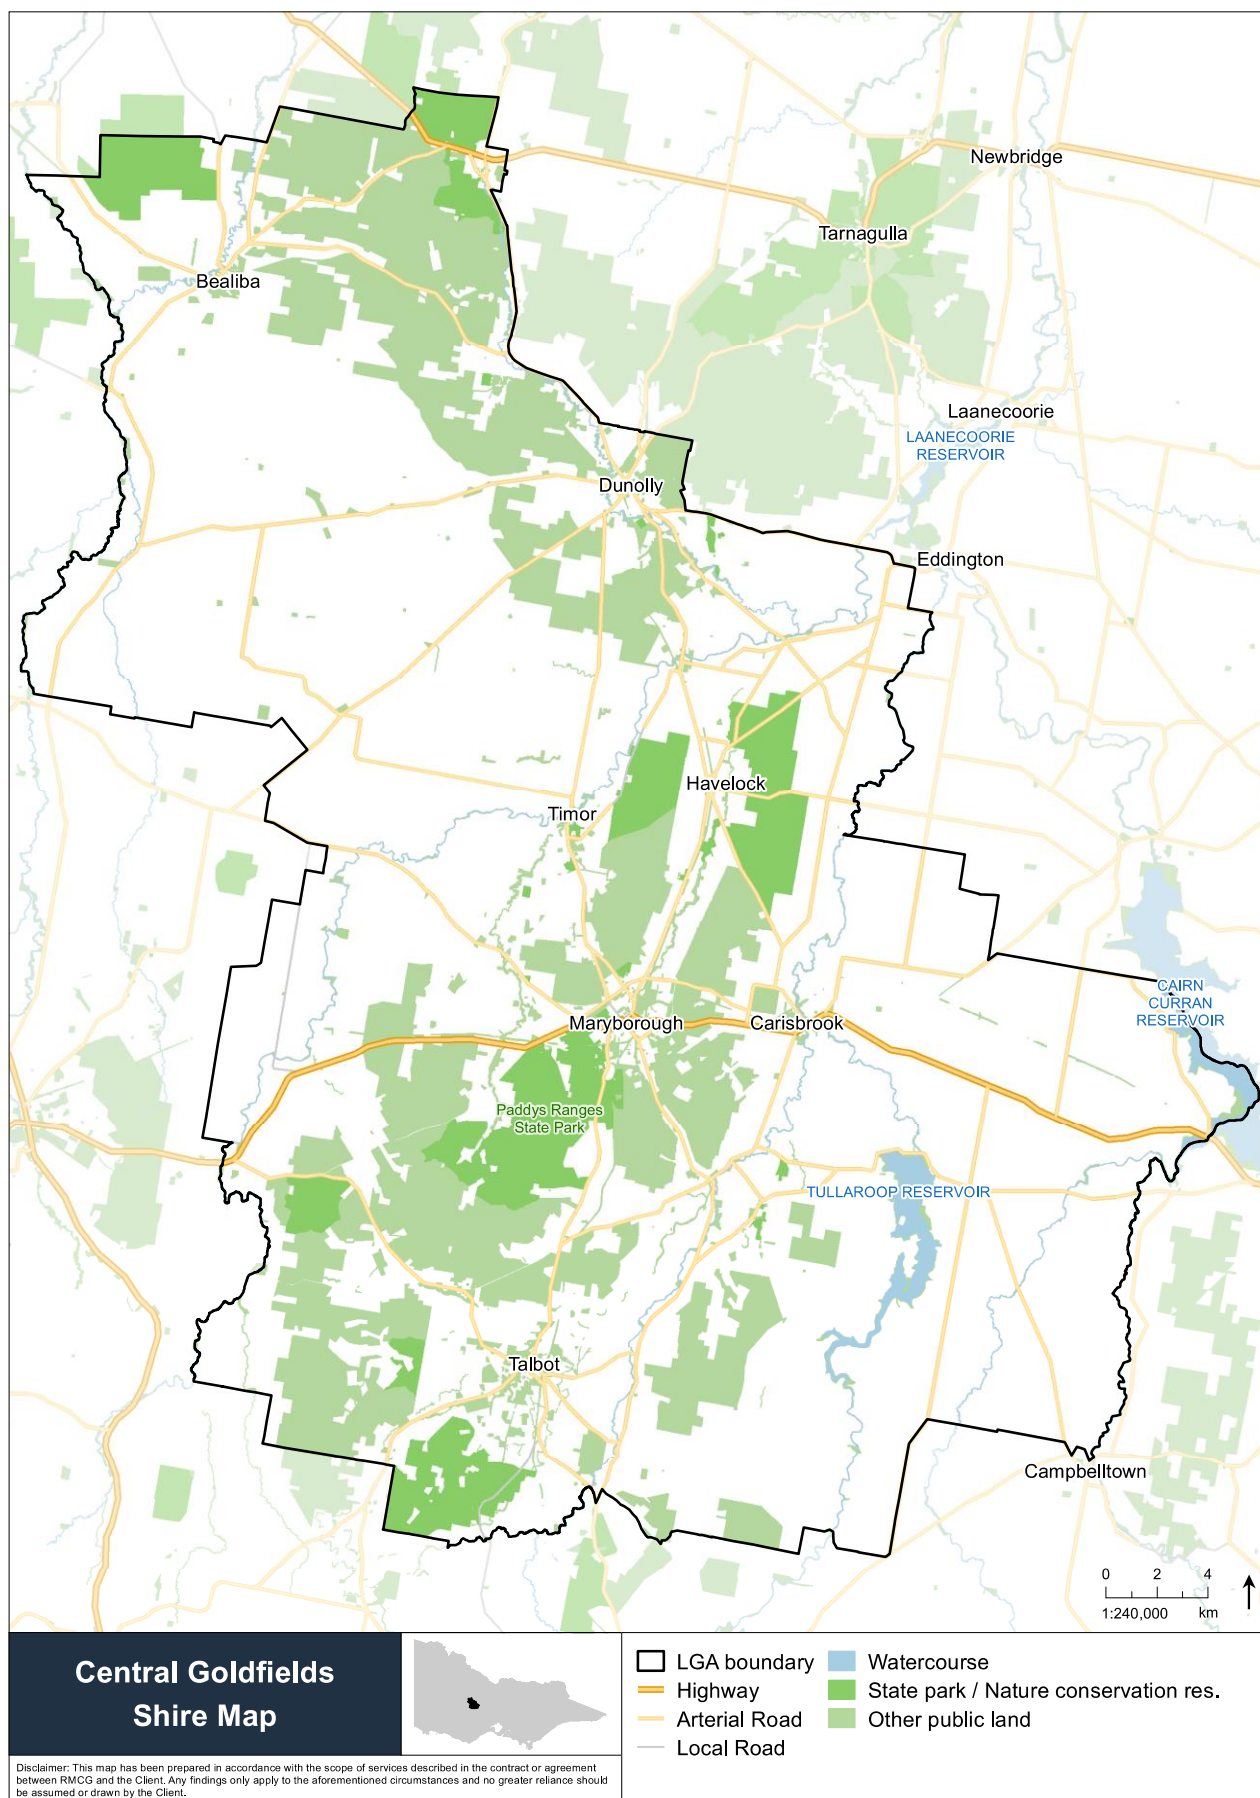 Newbridge
Tarnagulla
Bealiba
Laanecoorie
LAANECOORIE
RESERVOIR
Dunolly
Eddington
Havelock
Timor
CAIRN
CURRAN
RESERVOIR
Maryborough
Carisbrook
Paddys Ranges
State Park
TULLAROOP RESERVOIR
Talbot
Campbelltown
0 2 4
1:240,000 km
Central Goldfields
Shire Map
LGA boundary
Highway
Arterial Road
Local Road
Watercourse
State park / Nature conservation res.
Other public land
Disclaimer: This map has been prepared in accordance with the scope of services described in the contract or agreement
between RMCG and the Client. Any findings only apply to the aforementioned circumstances and no greater reliance should
be assumed or drawn by the Client.